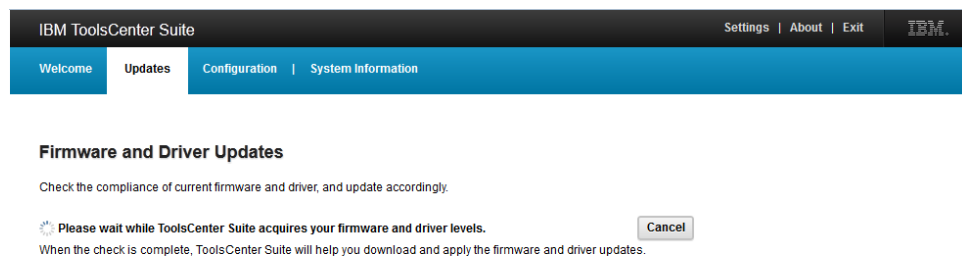 IBM ToolsCenter Suite Settings | About | Exit IBM.
Welcome Updates Configuration | System Information
Firmware and Driver Updates
Check the compliance of current firmware and driver, and update accordingly.
Please wait while ToolsCenter Suite acquires your firmware and driver levels. Cancel
When the check is complete, ToolsCenter Suite will help you download and apply the firmware and driver updates.